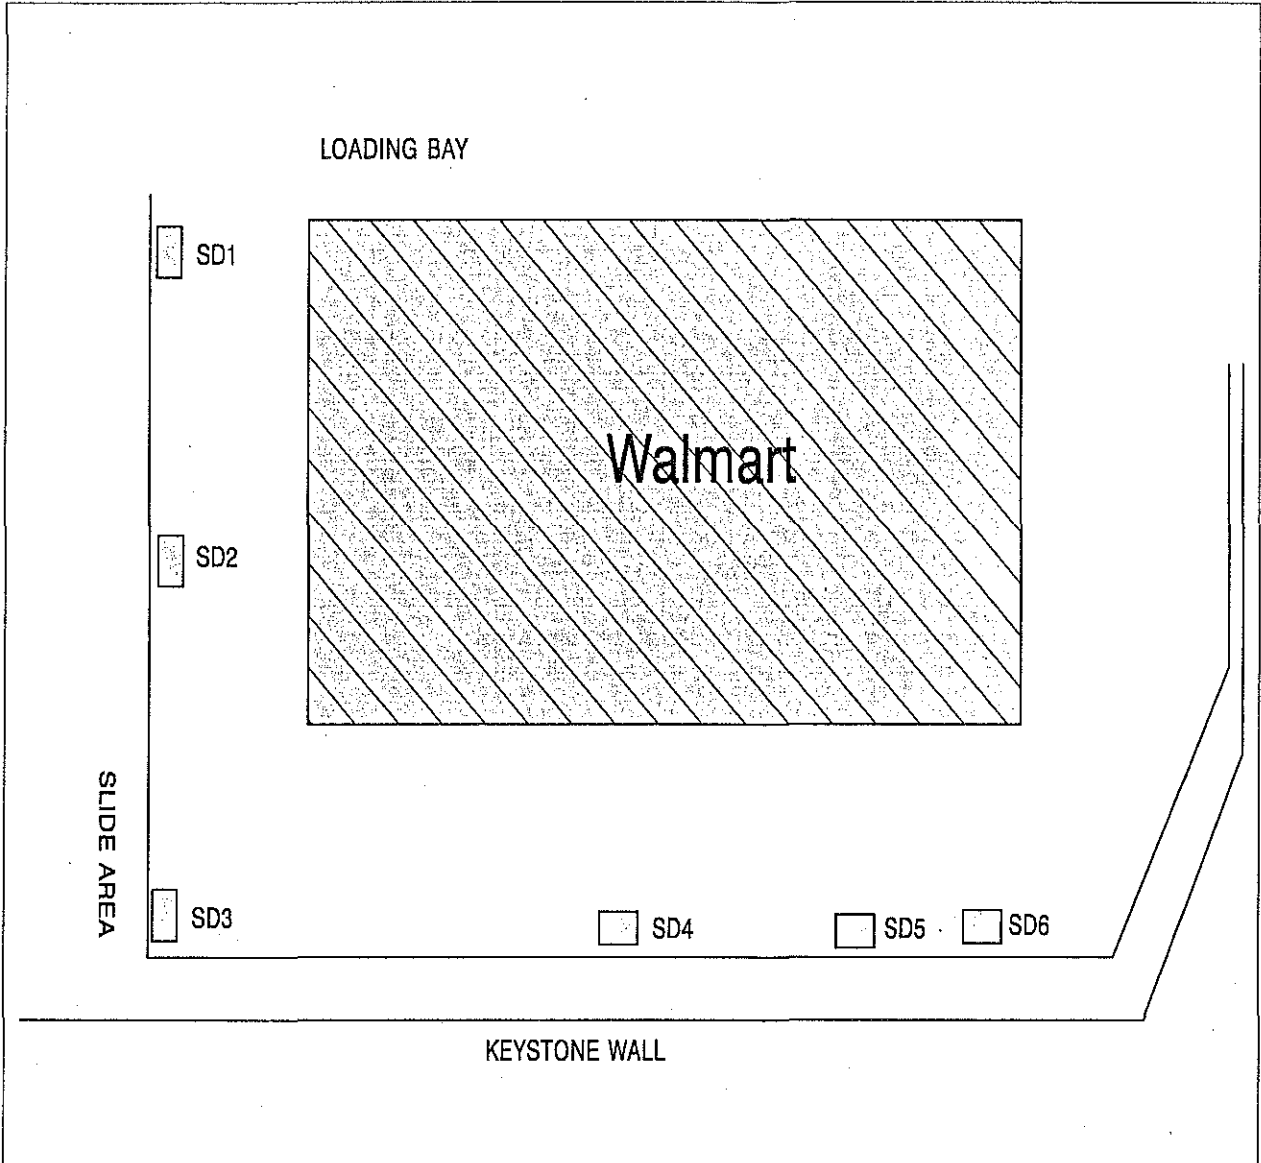 LOADING BAY
SD1
Walmart
SD2
SLIDE AREA
SD3
SD4
SD5
SD6
KEYSTONE WALL